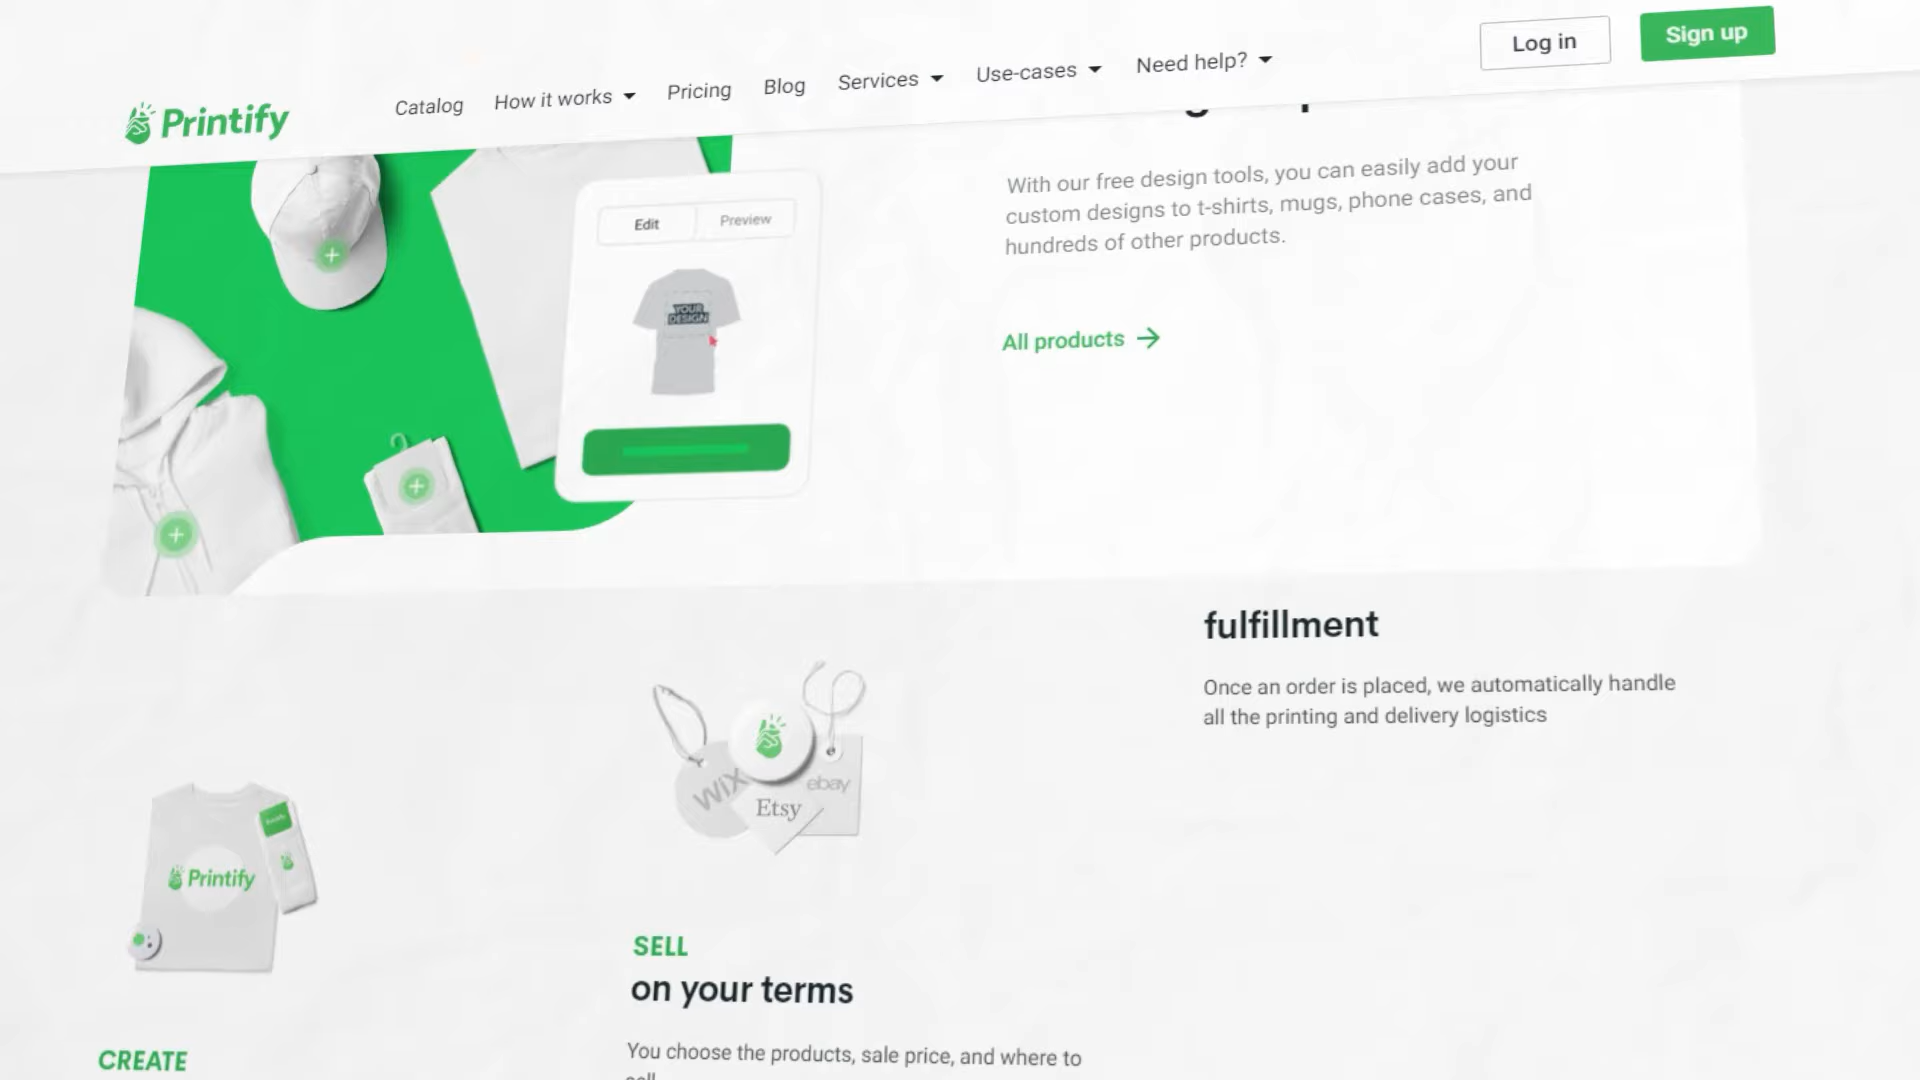 Log in
Sign up
Printify
Catalog
How it works
Pricing
Blog
Services
Use-cases
Need help?
With our free design tools, you can easily add your
custom designs to t-shirts, mugs, phone cases, and
hundreds of other products.
All products
Edit
Preview
YOUR
DESIGN
fulfillment
Once an order is placed, we automatically handle
all the printing and delivery logistics
WiX
ebay
Etsy
Printify
SELL
on your terms
You choose the products, sale price, and where to
CREATE